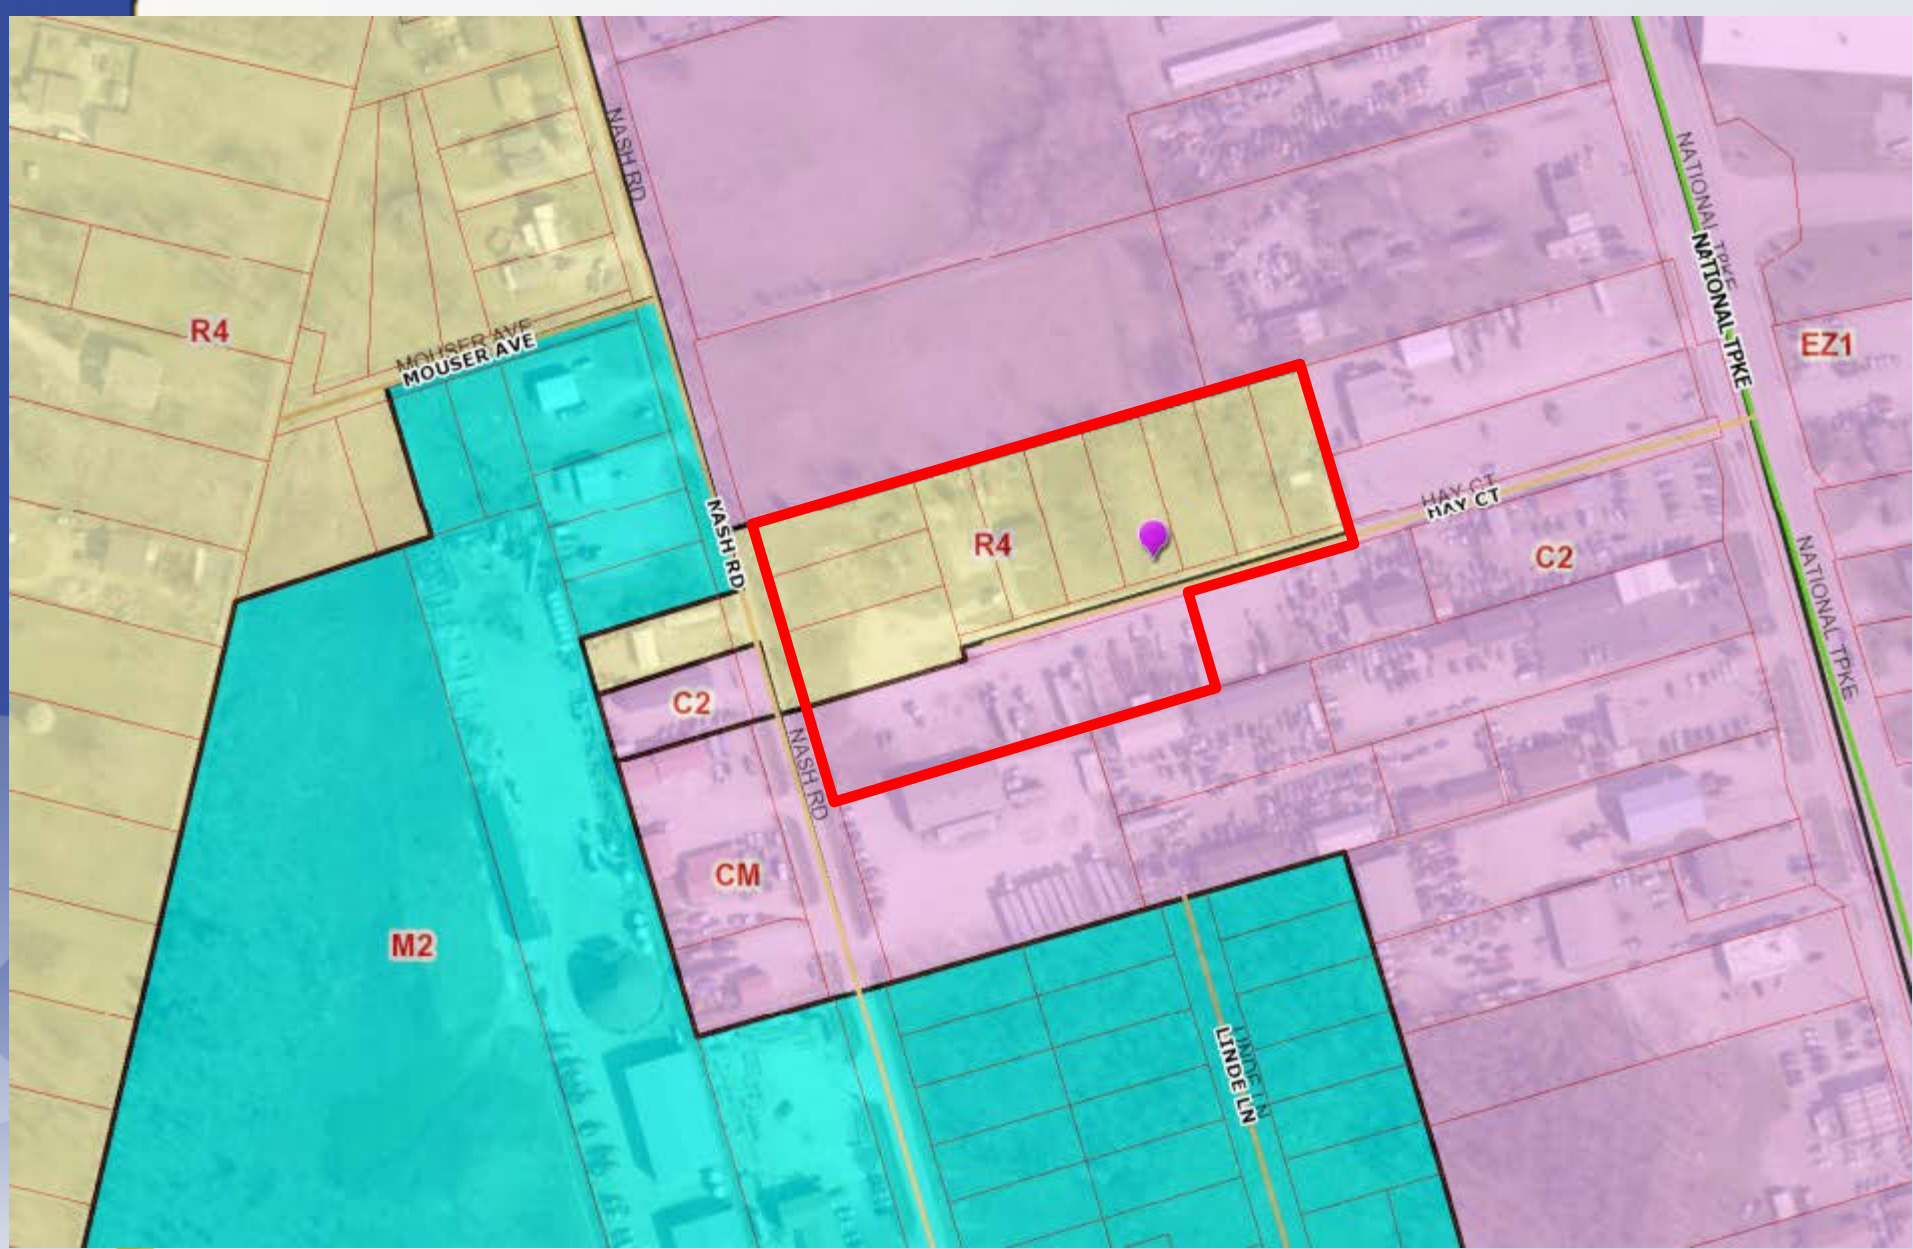 NASH RD
NATIONAL TPKE
NATIONAL TPKE
R4
MOUSER AVE
MOUSER AVE
EZ1
HAY CT
HAY CT
NASH RD
R4
C2
NATIONAL TPKE
C2
NASH RD
CM
M2
LINDE LN
LINDE LN